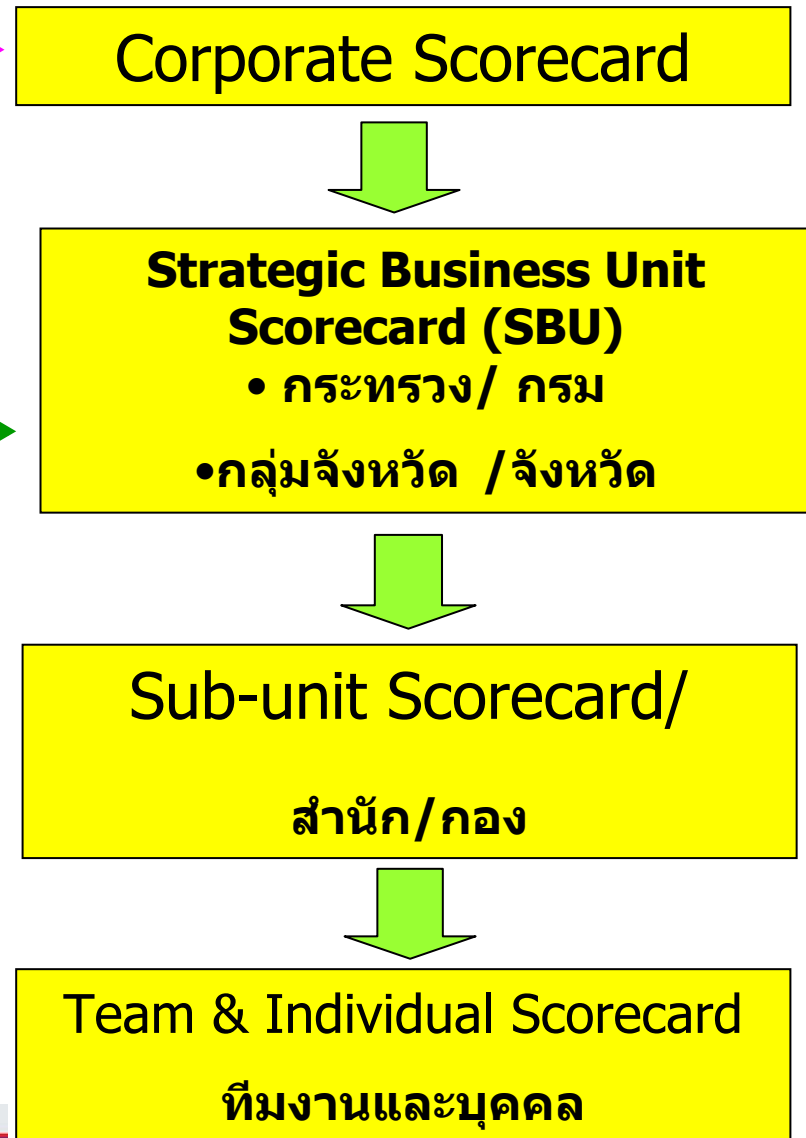 Corporate Scorecard
Strategic Business Unit
Scorecard (SBU)
• กระทรวง/ กรม
•กลุ่มจังหวัด /จังหวัด
Sub-unit Scorecard/
สำนัก/กอง
Team & Individual Scorecard
ทีมงานและบุคคล